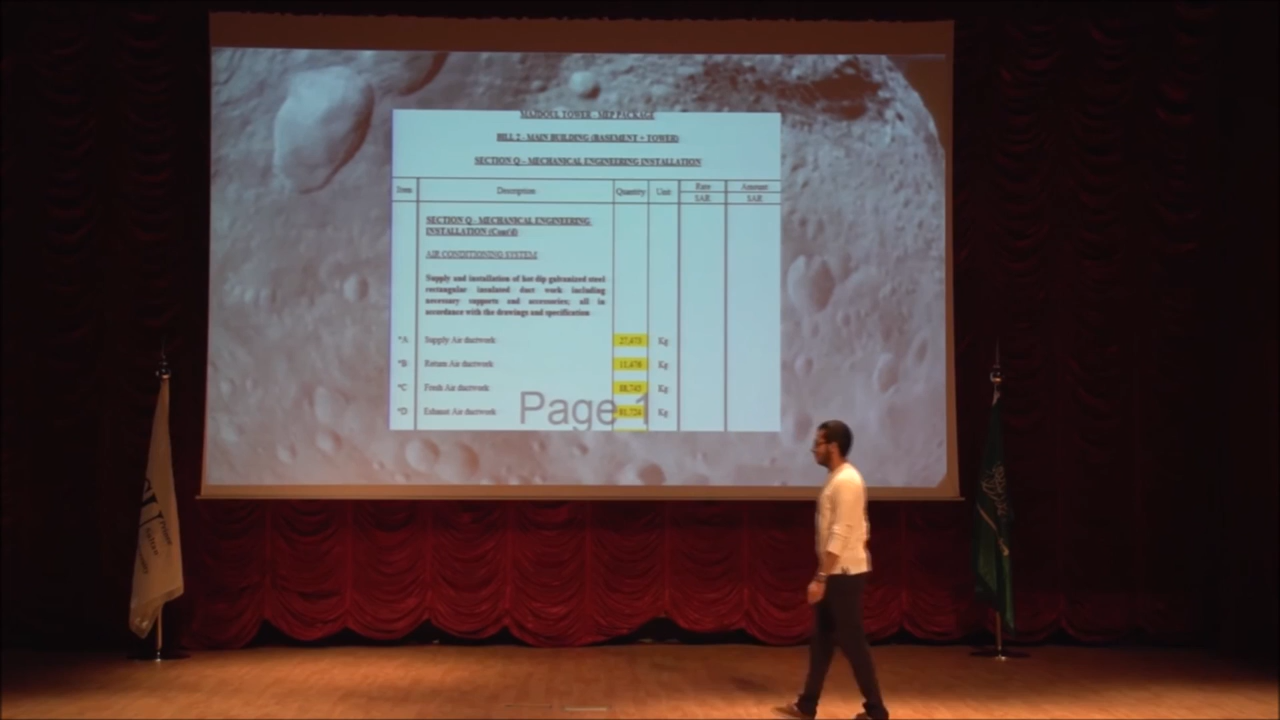 MAJDOUL TOWER - MEP PACKAGE
BILL 2 - MAIN BUILDING (BASEMENT + TOWER)
SECTION Q - MECHANICAL ENGINEERING INSTALLATION
Item Description Quantity Unit Rate Amount
SAR SAR
SECTION Q - MECHANICAL ENGINEERING
INSTALLATION (Cont'd)
AIR CONDITIONING SYSTEM
Supply and installation of hot dip galvanized steel
rectangular insulated duct work including
necessary supports and accessories; all in
accordance with the drawings and specification
*A Supply Air ductwork Kg
*B Return Air ductwork Kg
*C Fresh Air ductwork Kg
*D Exhaust Air ductwork Kg
Page 1